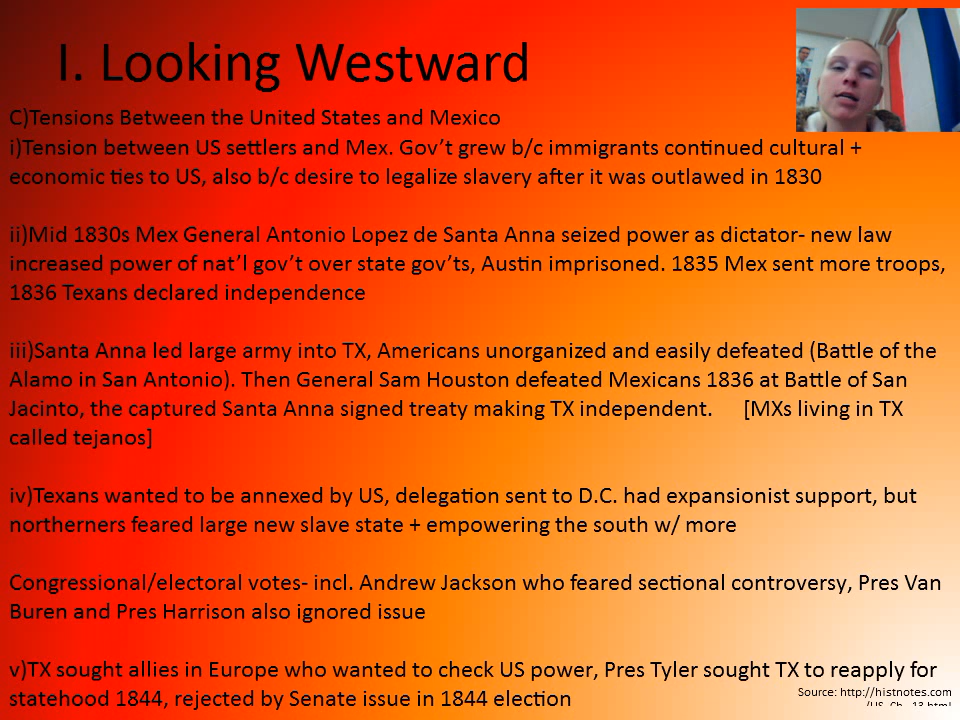 I. Looking Westward
C)Tensions Between the United States and Mexico
i)Tension between US settlers and Mex. Gov’t grew b/c immigrants continued cultural +
economic ties to US, also b/c desire to legalize slavery after it was outlawed in 1830
ii)Mid 1830s Mex General Antonio Lopez de Santa Anna seized power as dictator- new law
increased power of nat’l gov’t over state gov’ts, Austin imprisoned. 1835 Mex sent more troops,
1836 Texans declared independence
iii)Santa Anna led large army into TX, Americans unorganized and easily defeated (Battle of the
Alamo in San Antonio). Then General Sam Houston defeated Mexicans 1836 at Battle of San
Jacinto, the captured Santa Anna signed treaty making TX independent. [MXs living in TX
called tejanos]
iv)Texans wanted to be annexed by US, delegation sent to D.C. had expansionist support, but
northerners feared large new slave state + empowering the south w/ more
Congressional/electoral votes- incl. Andrew Jackson who feared sectional controversy, Pres Van
Buren and Pres Harrison also ignored issue
v)TX sought allies in Europe who wanted to check US power, Pres Tyler sought TX to reapply for
statehood 1844, rejected by Senate issue in 1844 election
Source: http://histnotes.com
/US_Ch._13.html